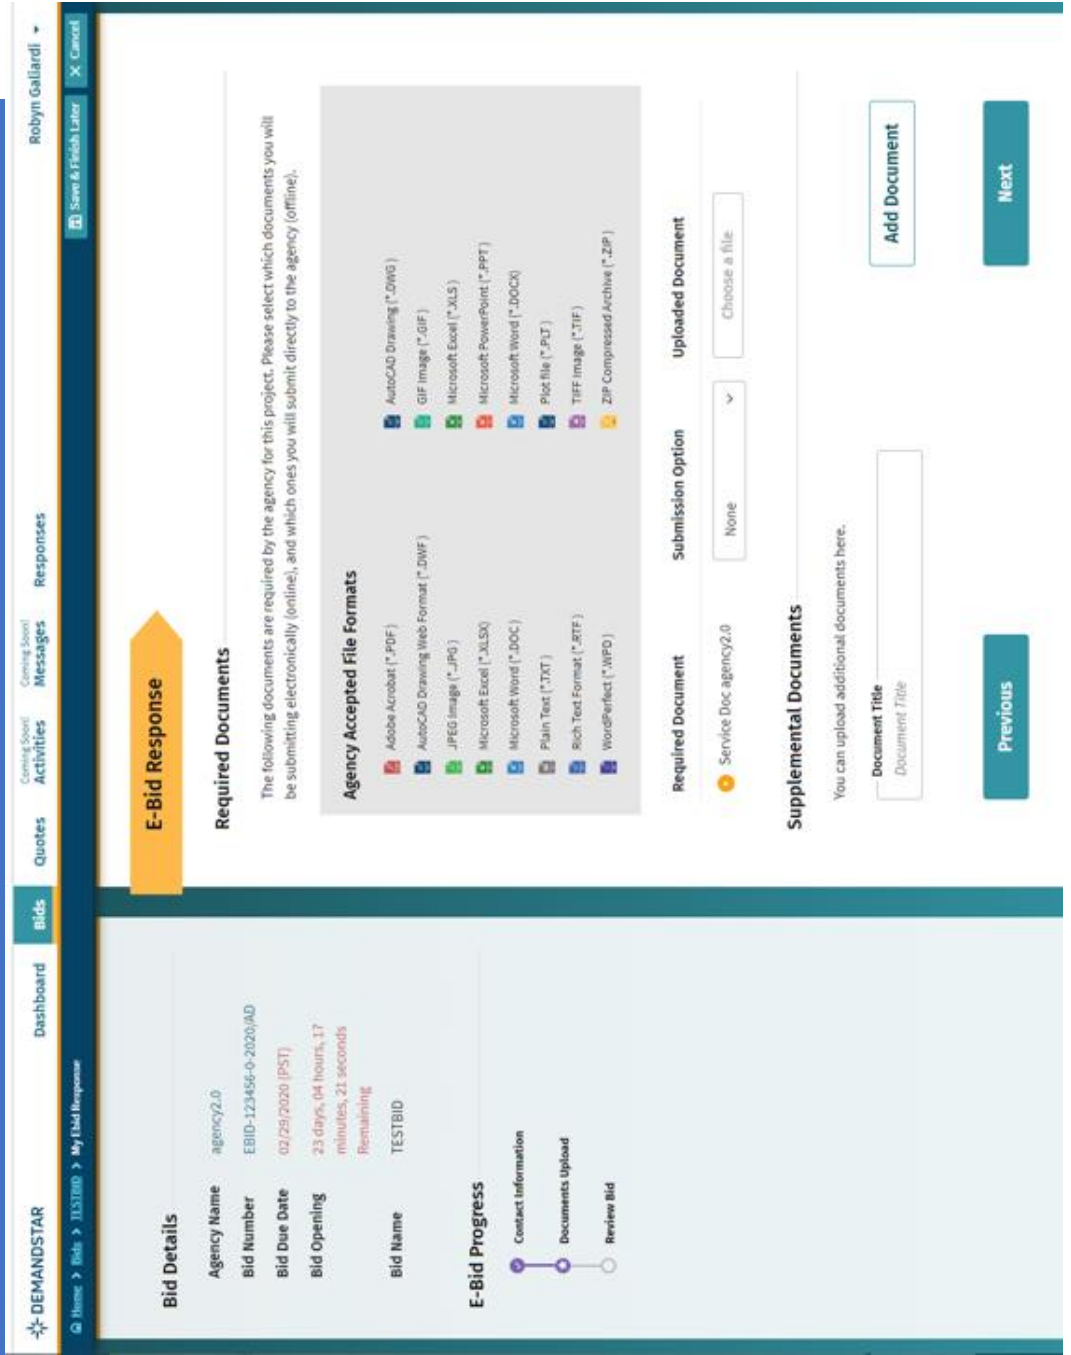 DEMANDSTAR
Dashboard
Bids
Quotes
Coming Soon!
Activities
Coming Soon!
Messages
Responses
Robyn Galiardi
Home > Bids > TESTBID > My Ebid Response
Save & Finish Later
X Cancel
Bid Details
Agency Name agency2.0
Bid Number EBID-123456-0-2020/AD
Bid Due Date 02/29/2020 (PST)
Bid Opening 23 days, 04 hours, 17
minutes, 21 seconds
Remaining
Bid Name TESTBID
E-Bid Progress
Contact Information
Documents Upload
Review Bid
E-Bid Response
Required Documents
The following documents are required by the agency for this project. Please select which documents you will
be submitting electronically (online), and which ones you will submit directly to the agency (offline).
Agency Accepted File Formats
Adobe Acrobat (*.PDF) AutoCAD Drawing (*.DWG)
AutoCAD Drawing Web Format (*.DWF) GIF Image (*.GIF)
JPEG Image (*.JPG) Microsoft Excel (*.XLS)
Microsoft Excel (*.XLSX) Microsoft PowerPoint (*.PPT)
Microsoft Word (*.DOC) Microsoft Word (*.DOCX)
Plain Text (*.TXT) Plot file (*.PLT)
Rich Text Format (*.RTF) TIFF Image (*.TIF)
WordPerfect (*.WPD) ZIP Compressed Archive (*.ZIP)
Required Document Submission Option Uploaded Document
Service Doc agency2.0 None Choose a file
Supplemental Documents
You can upload additional documents here.
Document Title
Document Title
Add Document
Previous
Next